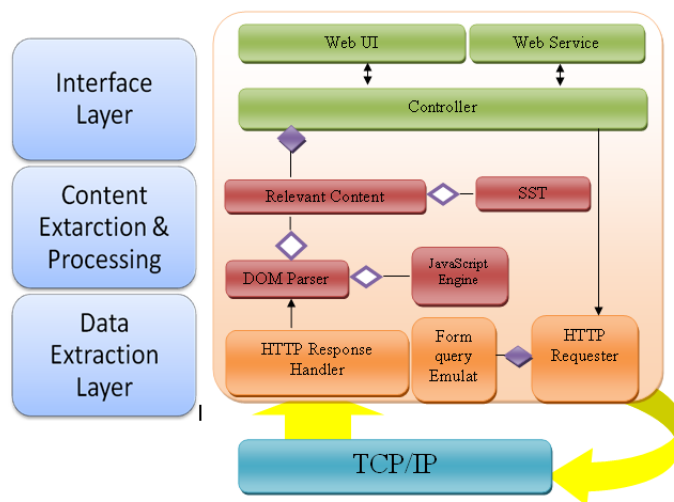 Interface
Layer
Content
Extarction &
Processing
Data
Extraction
Layer
Web UI
Web Service
Controller
Relevant Content
SST
DOM Parser
JavaScript
Engine
HTTP Response
Handler
Form
query
Emulat
HTTP
Requester
TCP/IP